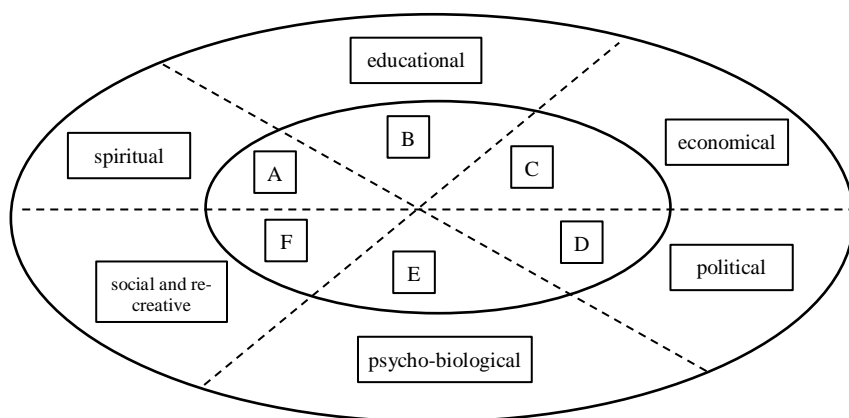 educational
spiritual
economical
A
B
C
F
E
D
social and re-
creative
political
psycho-biological